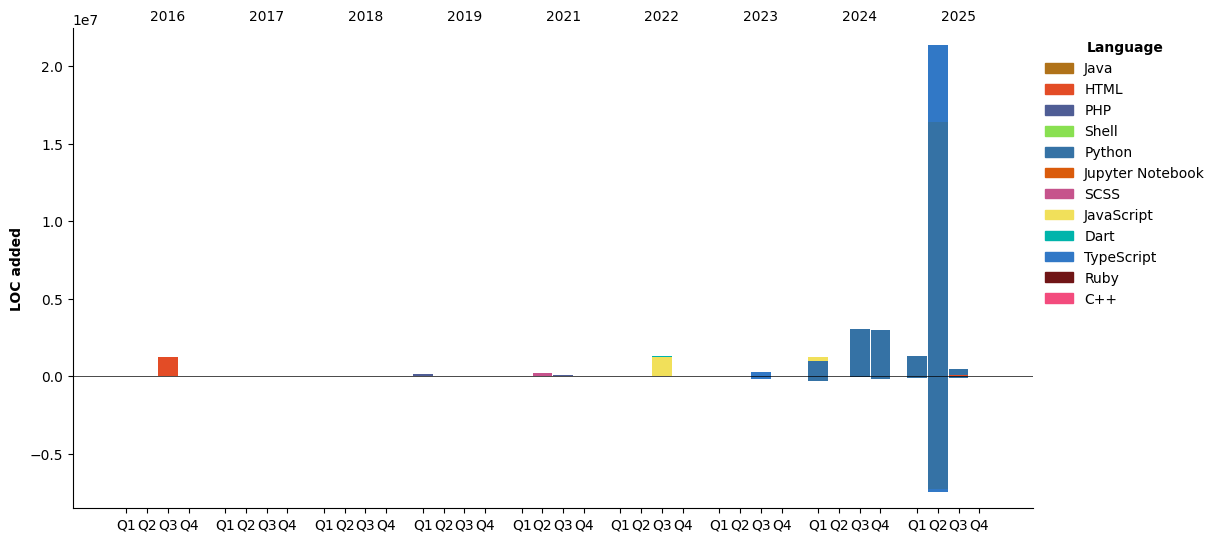 1e7
2016 2017 2018 2019 2021 2022 2023 2024 2025
LOC added
2.0
1.5
1.0
0.5
0.0
−0.5
Q1 Q2 Q3 Q4 Q1 Q2 Q3 Q4 Q1 Q2 Q3 Q4 Q1 Q2 Q3 Q4 Q1 Q2 Q3 Q4 Q1 Q2 Q3 Q4 Q1 Q2 Q3 Q4 Q1 Q2 Q3 Q4 Q1 Q2 Q3 Q4
Language
Java
HTML
PHP
Shell
Python
Jupyter Notebook
SCSS
JavaScript
Dart
TypeScript
Ruby
C++